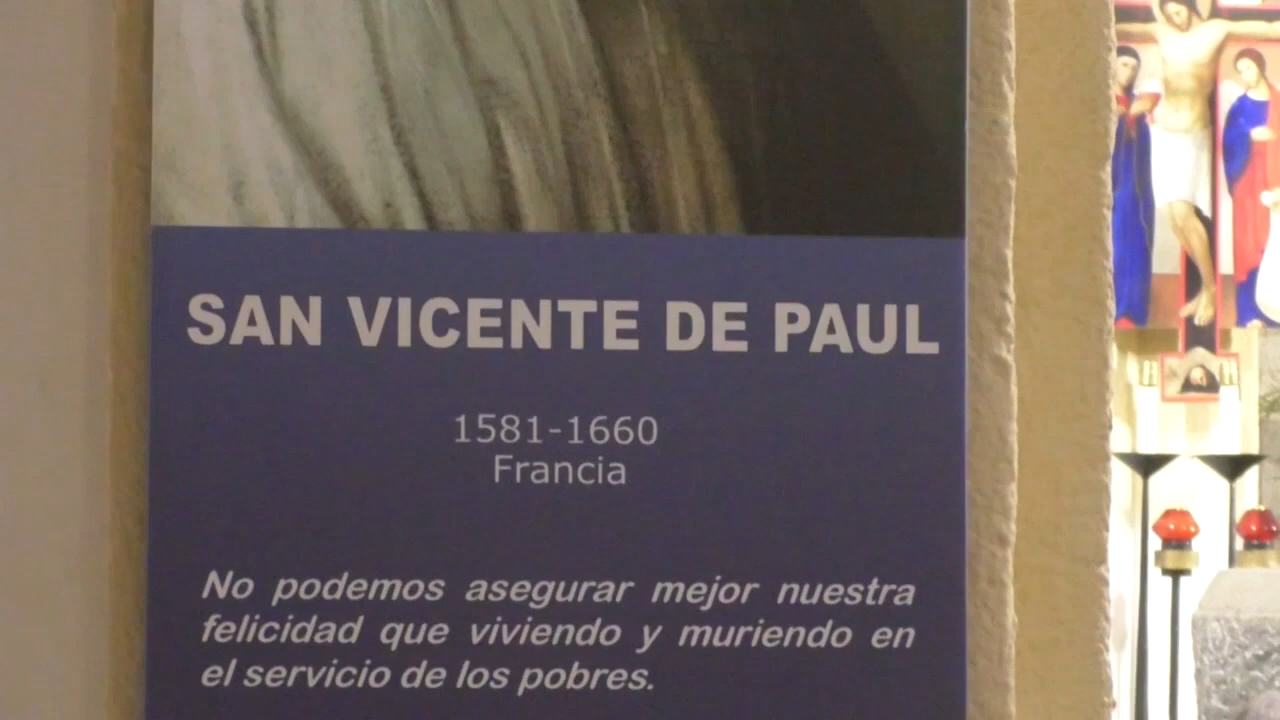 SAN VICENTE DE PAUL
1581-1660
Francia
No podemos asegurar mejor nuestra
felicidad que viviendo y muriendo en
el servicio de los pobres.